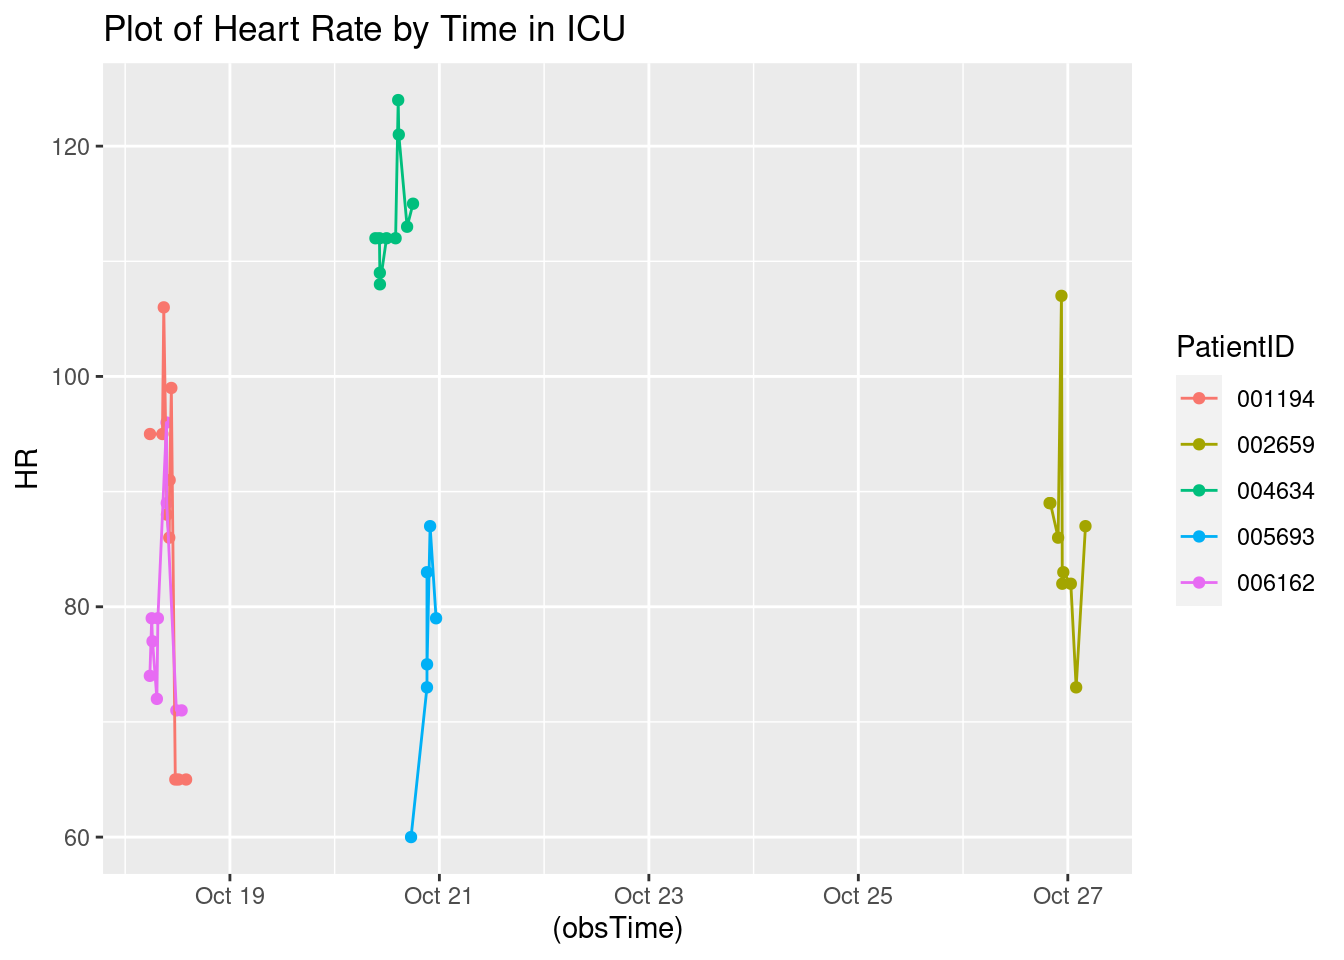 Plot of Heart Rate by Time in ICU
120
100
80
60
HR
Oct 19
Oct 21
Oct 23
Oct 25
Oct 27
(obsTime)
PatientID
001194
002659
004634
005693
006162